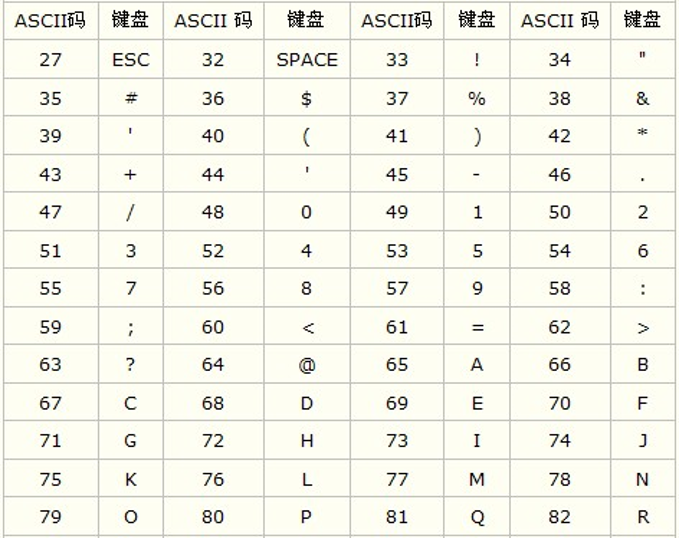 ASCII码 键盘 ASCII 码 键盘 ASCII码 键盘 ASCII 码 键盘
27 ESC 32 SPACE 33 ! 34 "
35 # 36 $ 37 % 38 &
39 ' 40 ( 41 ) 42 *
43 + 44 ' 45 - 46 .
47 / 48 0 49 1 50 2
51 3 52 4 53 5 54 6
55 7 56 8 57 9 58 :
59 ; 60 < 61 = 62 >
63 ? 64 @ 65 A 66 B
67 C 68 D 69 E 70 F
71 G 72 H 73 I 74 J
75 K 76 L 77 M 78 N
79 O 80 P 81 Q 82 R